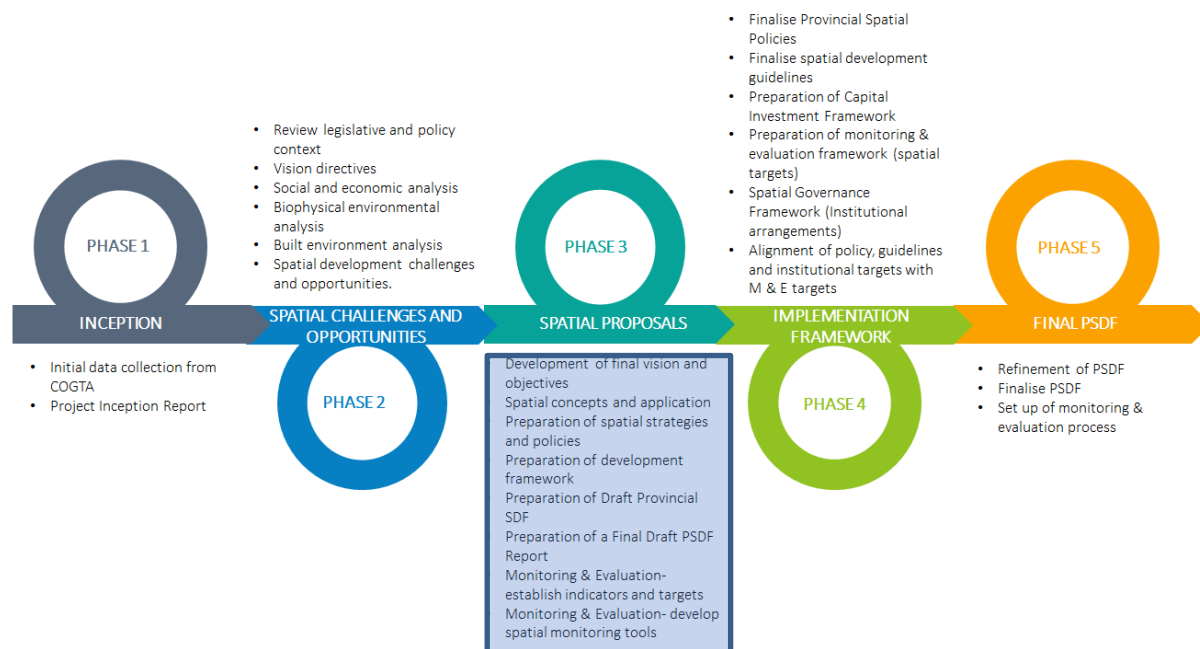 PHASE 1
INCEPTION
• Initial data collection from
COGTA
• Project Inception Report
• Review legislative and policy
context
• Vision directives
• Social and economic analysis
• Biophysical environmental
analysis
• Built environment analysis
• Spatial development challenges
and opportunities.
SPATIAL CHALLENGES AND
OPPORTUNITIES
PHASE 2
PHASE 3
SPATIAL PROPOSALS
Development of final vision and
objectives
Spatial concepts and application
Preparation of spatial strategies
and policies
Preparation of development
framework
Preparation of Draft Provincial
SDF
Preparation of a Final Draft PSDF
Report
Monitoring & Evaluation-
establish indicators and targets
Monitoring & Evaluation- develop
spatial monitoring tools
• Finalise Provincial Spatial
Policies
• Finalise spatial development
guidelines
• Preparation of Capital
Investment Framework
• Preparation of monitoring &
evaluation framework (spatial
targets)
• Spatial Governance
Framework (Institutional
arrangements)
• Alignment of policy, guidelines
and institutional targets with
M & E targets
IMPLEMENTATION
FRAMEWORK
PHASE 4
PHASE 5
FINAL PSDF
• Refinement of PSDF
• Finalise PSDF
• Set up of monitoring &
evaluation process